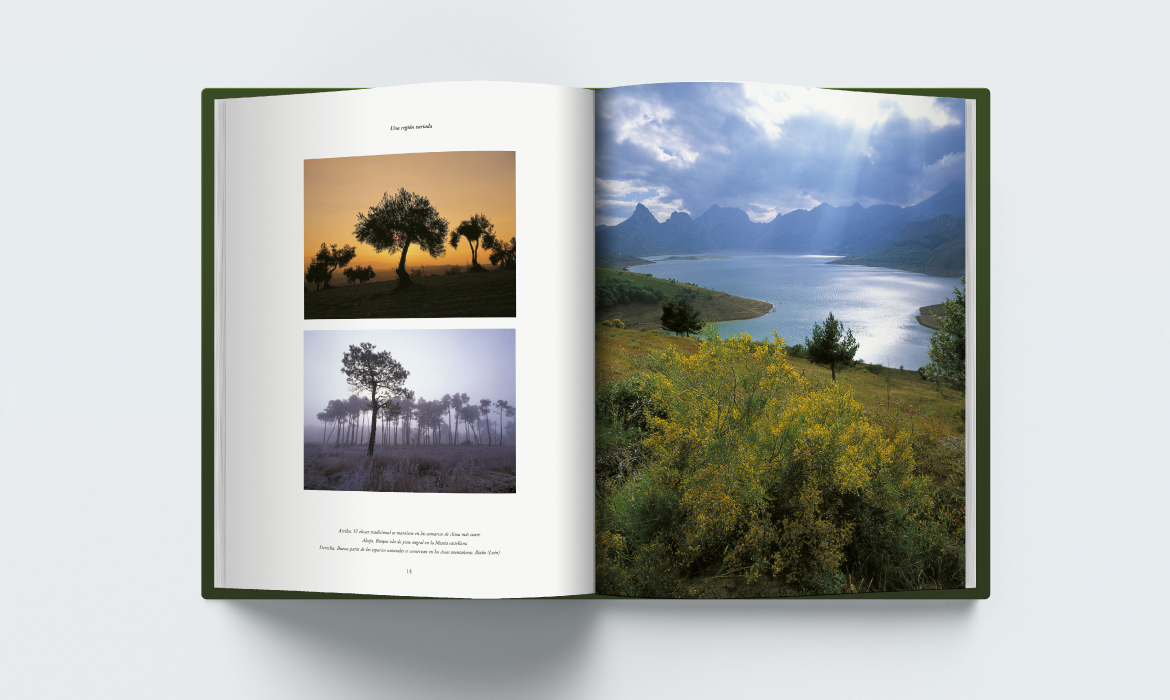 Una región variada
Arriba. El olivar tradicional se mantiene en las comarcas de clima más suave
Abajo. Bosque isla de pino negral en la Meseta castellana
Derecha. Buena parte de los espacios naturales se conservan en las áreas montañosas. Riaño (León)
14